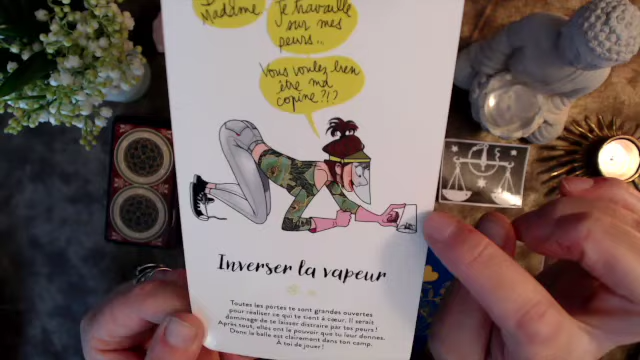 Madame
Je travaille
sur mes
peurs...
Vous voulez bien
être ma
copine?!?
Inverser la vapeur
Toutes les portes te sont grandes ouvertes
pour réaliser ce qui te tient à cœur. Il serait
dommage de te laisser distraire par tes peurs!
Après tout, elles ont le pouvoir que tu leur donnes.
Donc la balle est clairement dans ton camp.
À toi de jouer!